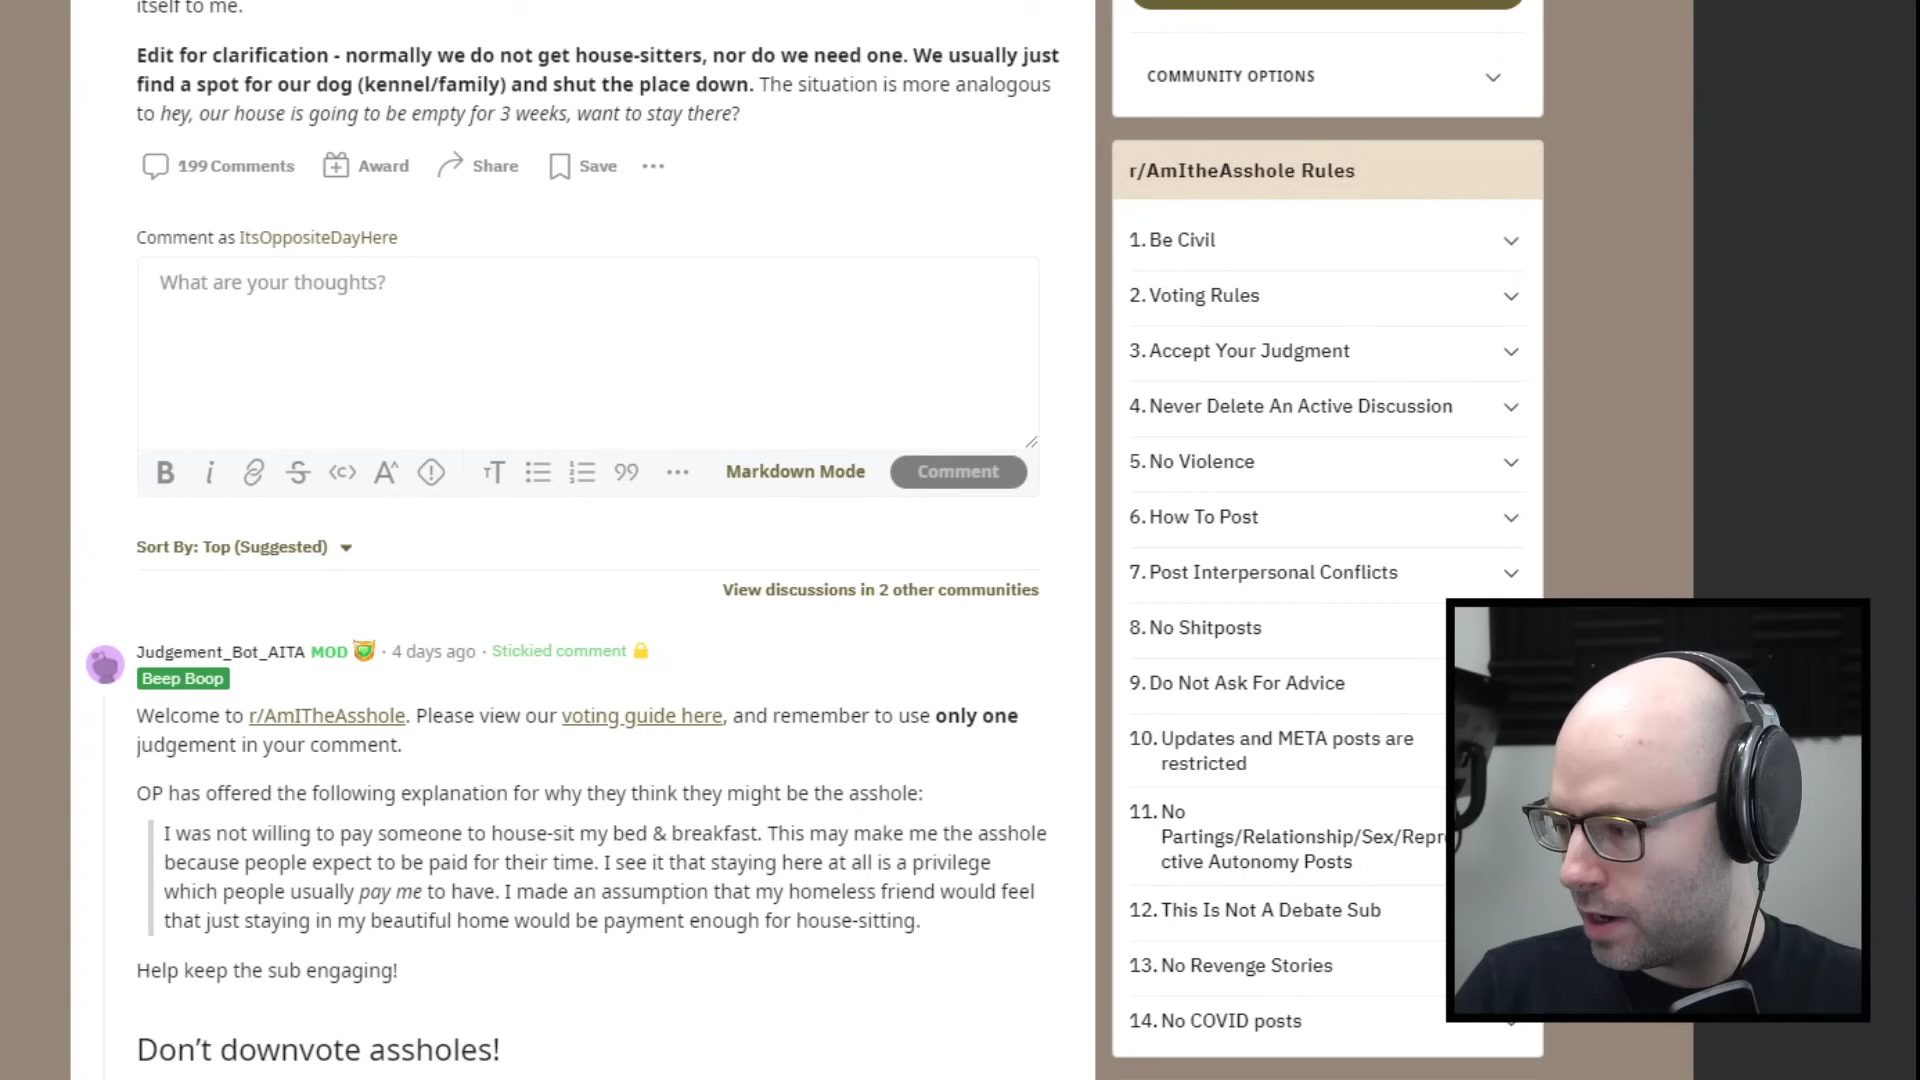 itself to me.
Edit for clarification - normally we do not get house-sitters, nor do we need one. We usually just
find a spot for our dog (kennel/family) and shut the place down. The situation is more analogous
to hey, our house is going to be empty for 3 weeks, want to stay there?
199 Comments Award Share Save ···
Comment as ItsOppositeDayHere
What are your thoughts?
B i A^ TT 99 ··· Markdown Mode Comment
Sort By: Top (Suggested)
View discussions in 2 other communities
Judgement_Bot_AITA MOD · 4 days ago · Stickied comment
Beep Boop
Welcome to r/AmITheAsshole. Please view our voting guide here, and remember to use only one
judgement in your comment.
OP has offered the following explanation for why they think they might be the asshole:
I was not willing to pay someone to house-sit my bed & breakfast. This may make me the asshole
because people expect to be paid for their time. I see it that staying here at all is a privilege
which people usually pay me to have. I made an assumption that my homeless friend would feel
that just staying in my beautiful home would be payment enough for house-sitting.
Help keep the sub engaging!
Don't downvote assholes!
COMMUNITY OPTIONS
r/AmItheAsshole Rules
1. Be Civil
2. Voting Rules
3. Accept Your Judgment
4. Never Delete An Active Discussion
5. No Violence
6. How To Post
7. Post Interpersonal Conflicts
8. No Shitposts
9. Do Not Ask For Advice
10. Updates and META posts are
restricted
11. No
Partings/Relationship/Sex/Repro
ctive Autonomy Posts
12. This Is Not A Debate Sub
13. No Revenge Stories
14. No COVID posts